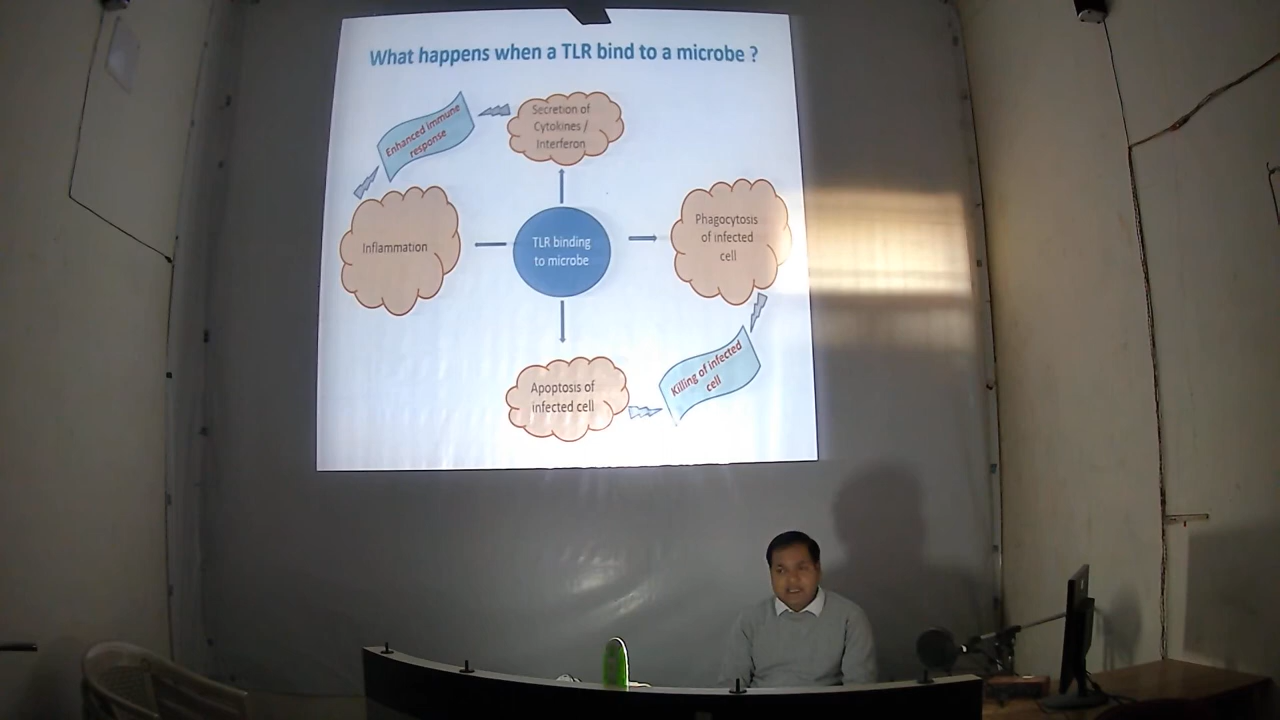 What happens when a TLR bind to a microbe ?
Enhanced immune
response
Secretion of
Cytokines /
Interferon
Inflammation
TLR binding
to microbe
Phagocytosis
of infected
cell
Apoptosis of
infected cell
Killing of infected
cell